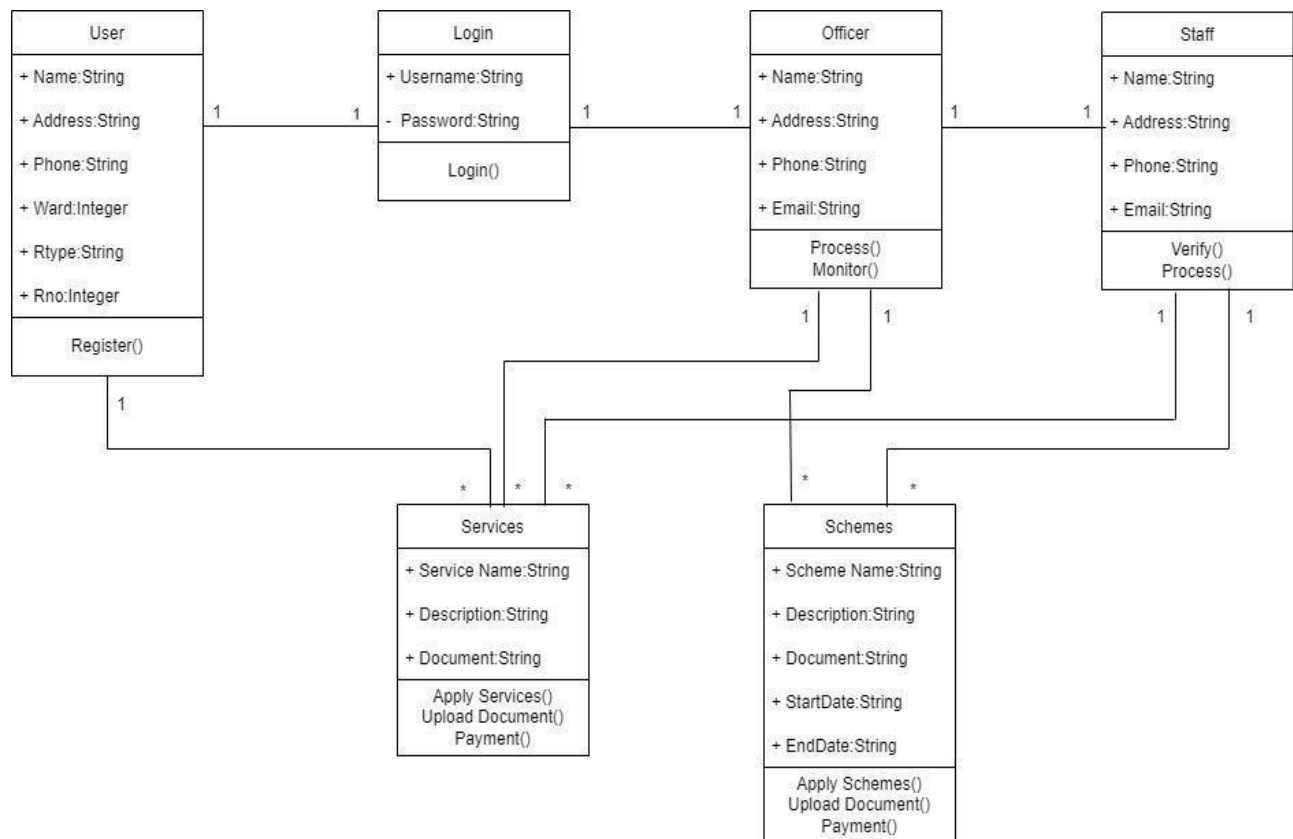 User
+ Name:String
+ Address:String
+ Phone:String
+ Ward:Integer
+ Rtype:String
+ Rno:Integer
Register()
Login
+ Username:String
- Password:String
Login()
Officer
+ Name:String
+ Address:String
+ Phone:String
+ Email:String
Process()
Monitor()
Staff
+ Name:String
+ Address:String
+ Phone:String
+ Email:String
Verify()
Process()
1
1
1
1
1
1
1
1
1
1
1
*
*
*
*
*
Services
+ Service Name:String
+ Description:String
+ Document:String
Apply Services()
Upload Document()
Payment()
Schemes
+ Scheme Name:String
+ Description:String
+ Document:String
+ StartDate:String
+ EndDate:String
Apply Schemes()
Upload Document()
Payment()